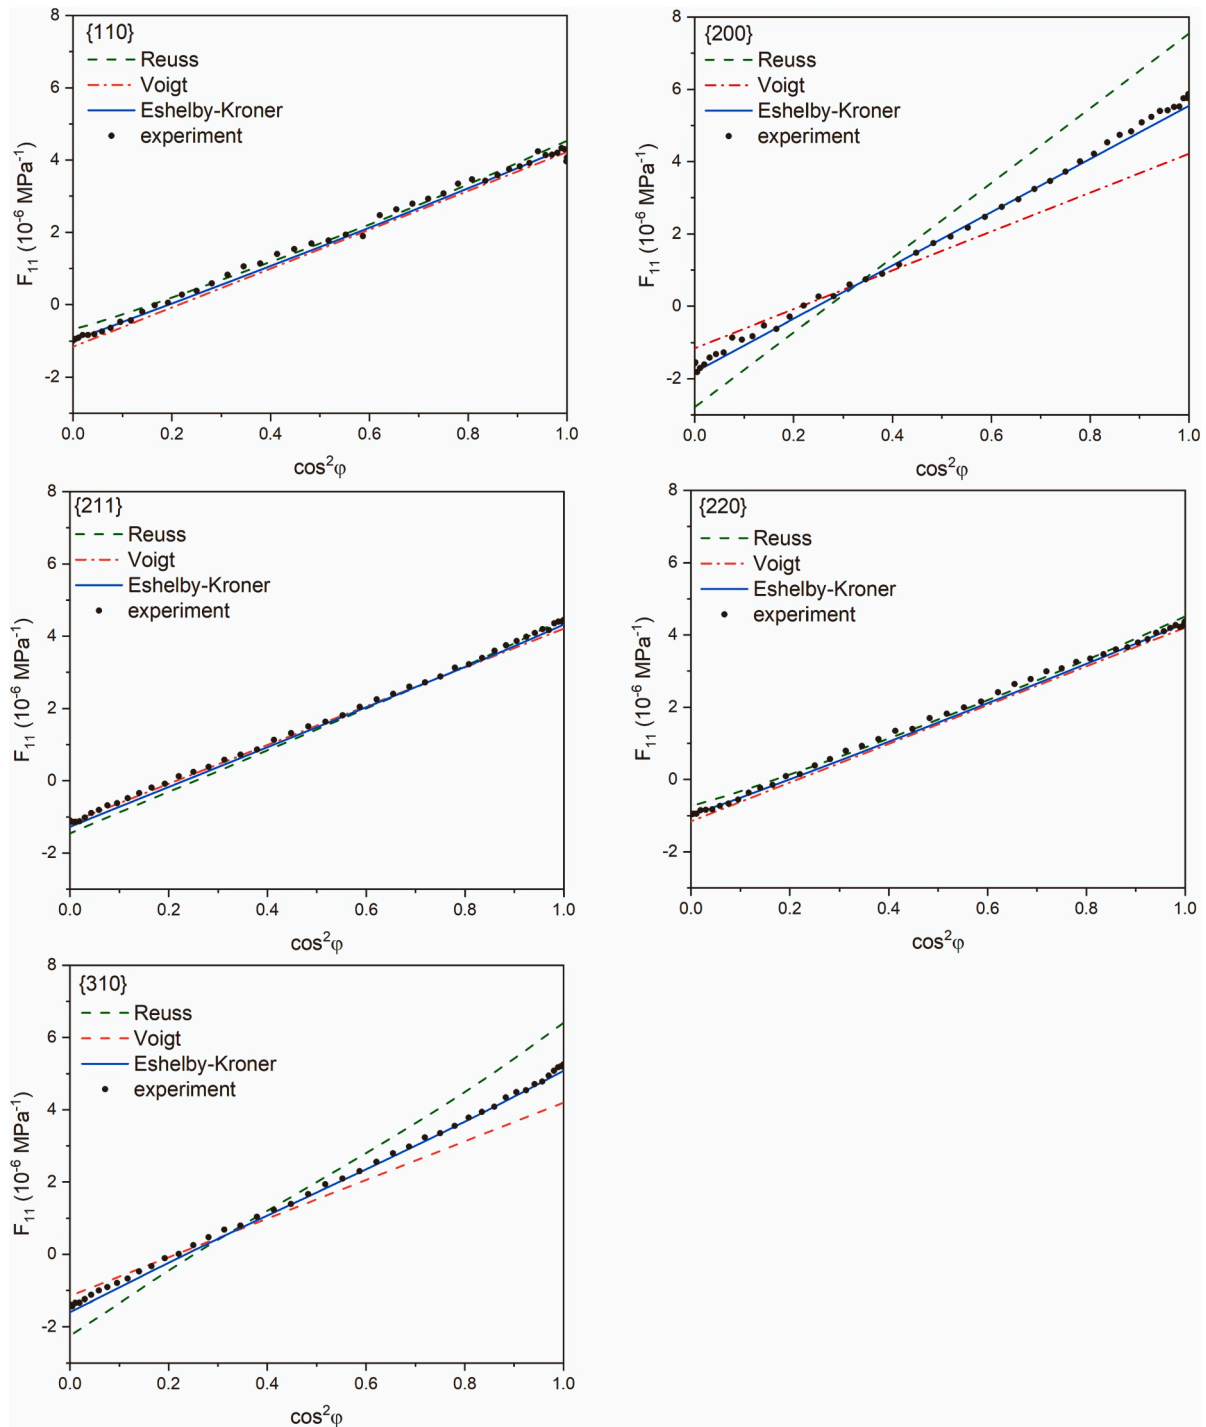 {110}
Reuss
Voigt
Eshelby-Kroner
experiment
8
6
4
2
0
-2
F₁₁ (10⁻⁶ MPa⁻¹)
0.0 0.2 0.4 0.6 0.8 1.0
cos²φ
{200}
Reuss
Voigt
Eshelby-Kroner
experiment
8
6
4
2
0
-2
F₁₁ (10⁻⁶ MPa⁻¹)
0.0 0.2 0.4 0.6 0.8 1.0
cos²φ
{211}
Reuss
Voigt
Eshelby-Kroner
experiment
8
6
4
2
0
-2
F₁₁ (10⁻⁶ MPa⁻¹)
0.0 0.2 0.4 0.6 0.8 1.0
cos²φ
{220}
Reuss
Voigt
Eshelby-Kroner
experiment
8
6
4
2
0
-2
F₁₁ (10⁻⁶ MPa⁻¹)
0.0 0.2 0.4 0.6 0.8 1.0
cos²φ
{310}
Reuss
Voigt
Eshelby-Kroner
experiment
8
6
4
2
0
-2
F₁₁ (10⁻⁶ MPa⁻¹)
0.0 0.2 0.4 0.6 0.8 1.0
cos²φ